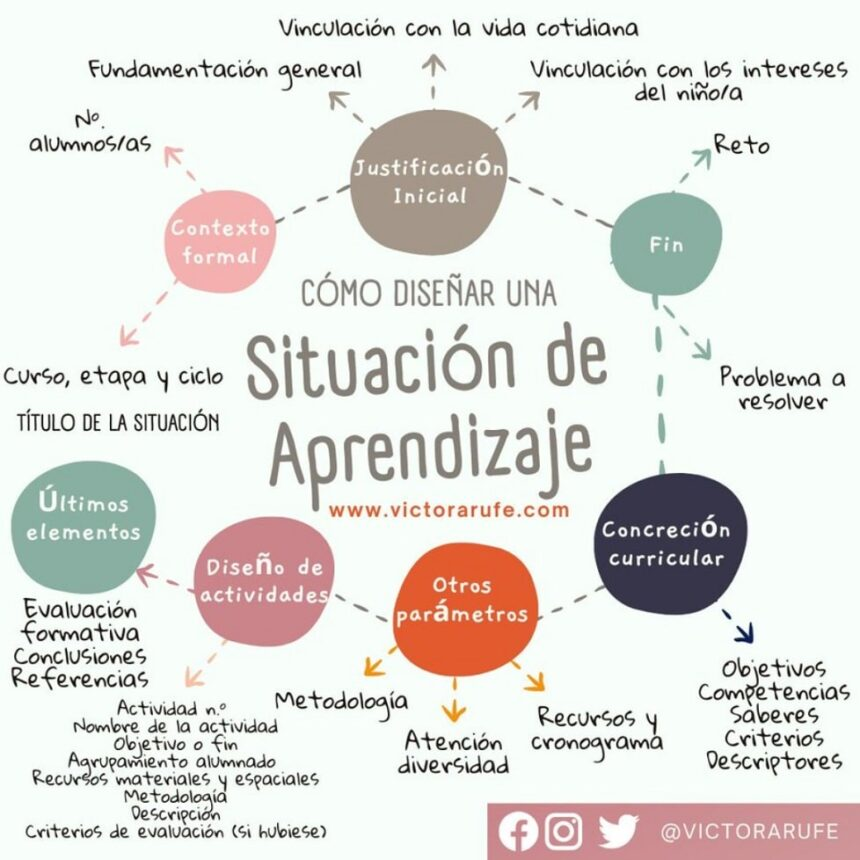 Vinculación con la vida cotidiana
Fundamentación general
Vinculación con los intereses
del niño/a
Nº.
alumnos/as
Justificación
Inicial
Reto
Contexto
formal
Fin
CÓMO DISEÑAR UNA
Situación de
Aprendizaje
www.victorarufe.com
Curso, etapa y ciclo
TÍTULO DE LA SITUACIÓN
Problema a
resolver
Últimos
elementos
Evaluación
formativa
Conclusiones
Referencias
Diseño de
actividades
Actividad n.º
Nombre de la actividad
Objetivo o fin
Agrupamiento alumnado
Recursos materiales y espaciales
Metodología
Descripción
Criterios de evaluación (si hubiese)
Otros
parámetros
Metodología
Atención
diversidad
Recursos y
cronograma
Concreción
curricular
Objetivos
Competencias
Saberes
Criterios
Descriptores
@VICTORARUFE